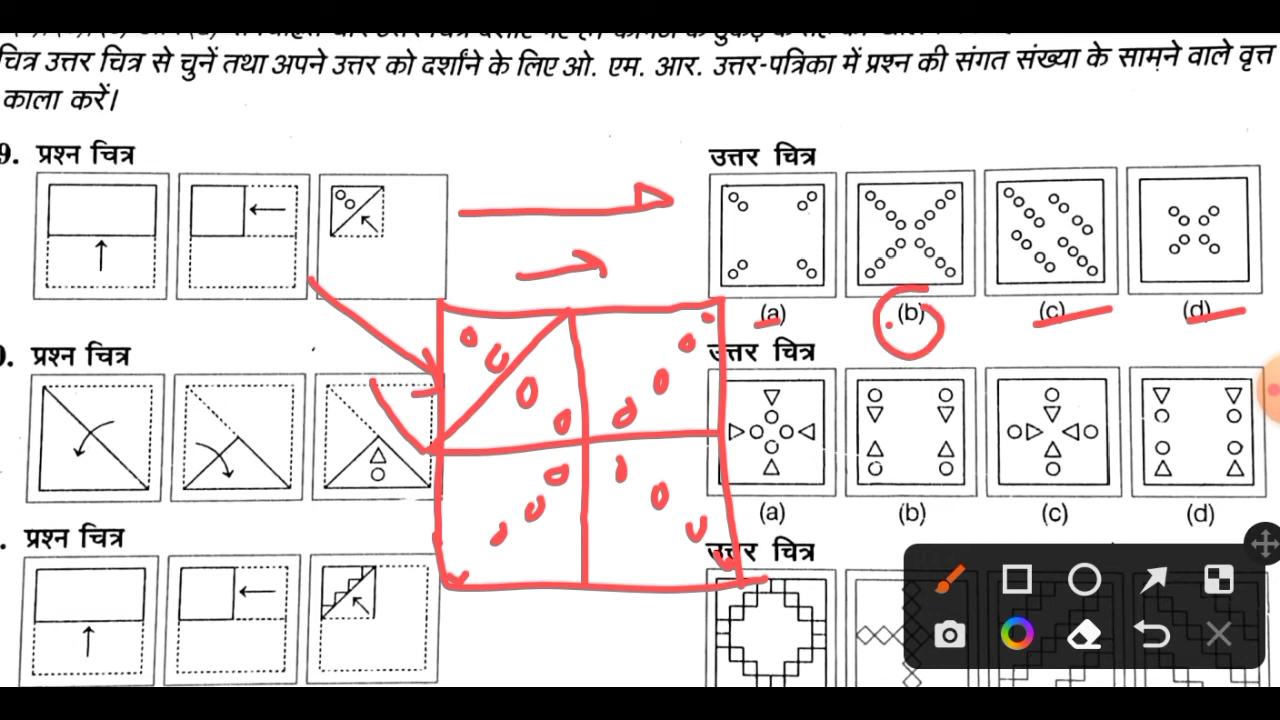 चित्र उत्तर चित्र से चुनें तथा अपने उत्तर को दर्शाने के लिए ओ. एम. आर. उत्तर-पत्रिका में प्रश्न की संगत संख्या के सामने वाले वृत्त
काला करें।
9. प्रश्न चित्र
उत्तर चित्र
(a) (b) (c) (d)
). प्रश्न चित्र
उत्तर चित्र
(a) (b) (c) (d)
. प्रश्न चित्र
उत्तर चित्र